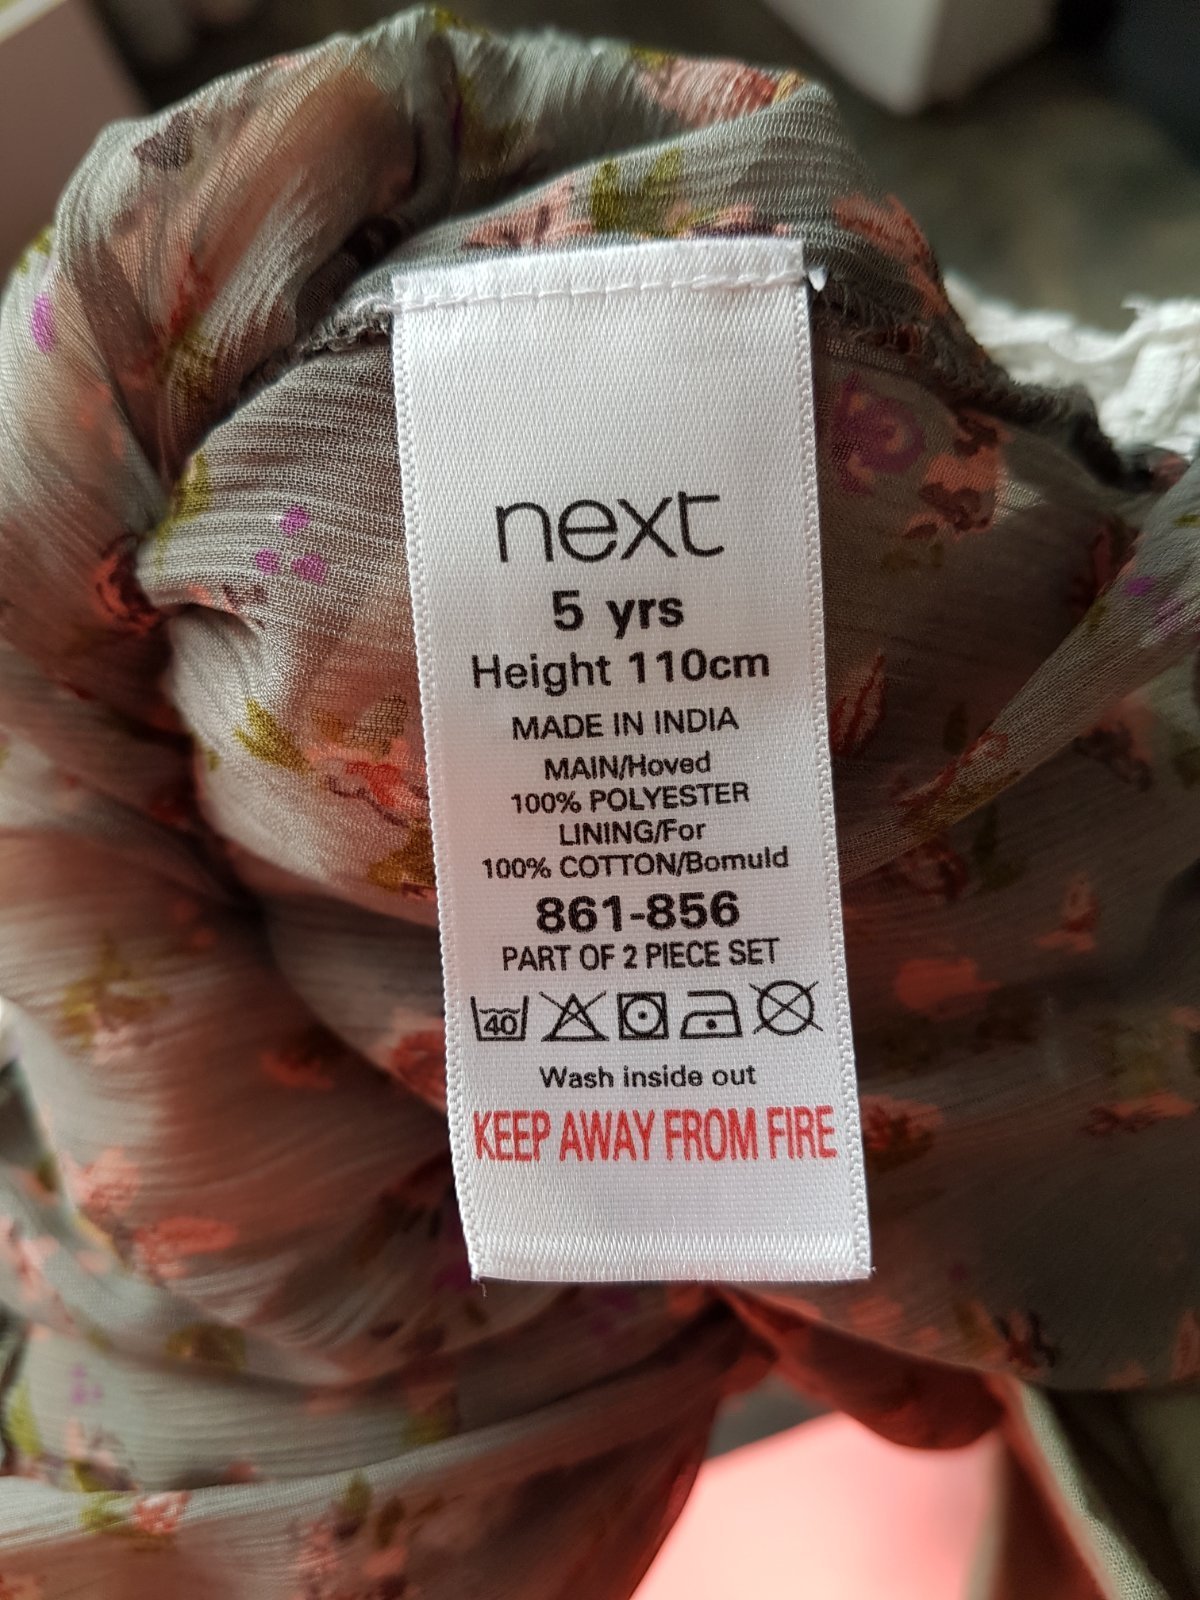 next
5 yrs
Height 110cm
MADE IN INDIA
MAIN/Hoved
100% POLYESTER
LINING/For
100% COTTON/Bomuld
861-856
PART OF 2 PIECE SET
40
Wash inside out
KEEP AWAY FROM FIRE